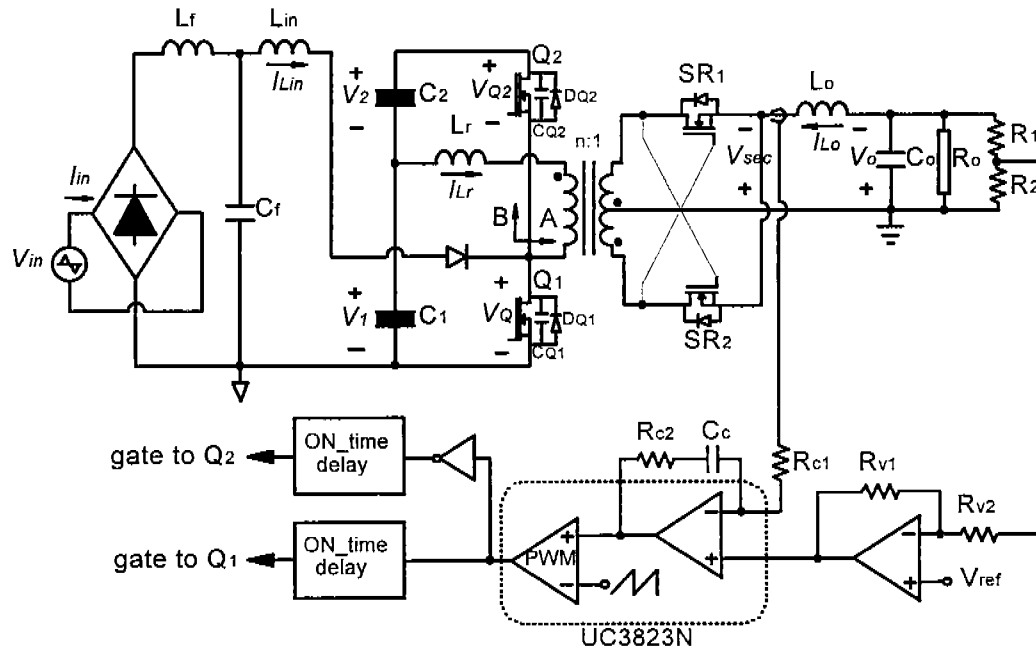 Lf
Lin
ILin
Q2
+
V2
-
C2
+
VQ2
-
DQ2
CQ2
SR1
Lo
Lr
n:1
ILr
-
Vsec
+
ILo
-
Vo
+
Co
Ro
R1
R2
Iin
Cf
B
A
Vin
Q1
+
V1
-
C1
+
VQ
-
DQ1
CQ1
SR2
gate to Q2
ON_time
delay
Rc2
Cc
Rc1
Rv1
Rv2
-
+
-
+
Vref
gate to Q1
ON_time
delay
+
PWM
-
UC3823N